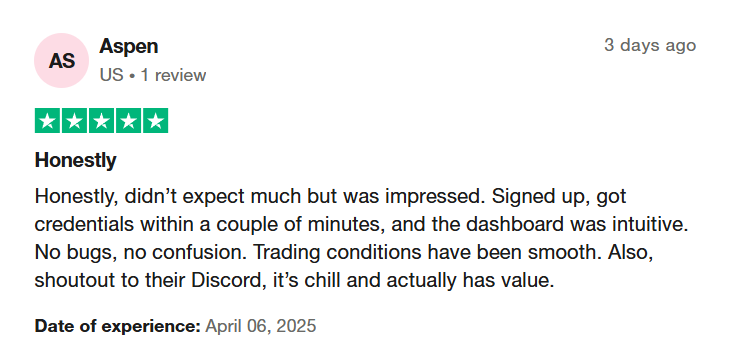 AS
Aspen
3 days ago
US • 1 review
Honestly
Honestly, didn’t expect much but was impressed. Signed up, got
credentials within a couple of minutes, and the dashboard was intuitive.
No bugs, no confusion. Trading conditions have been smooth. Also,
shoutout to their Discord, it’s chill and actually has value.
Date of experience: April 06, 2025